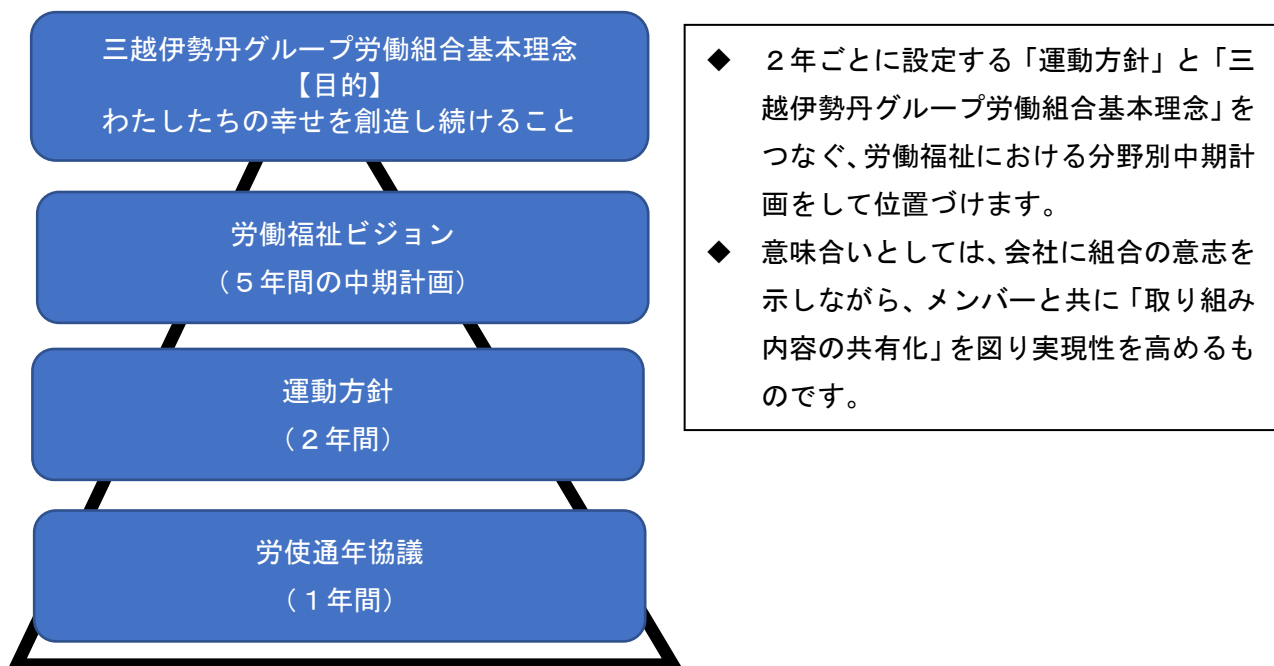 三越伊勢丹グループ労働組合基本理念
【目的】
わたしたちの幸せを創造し続けること
労働福祉ビジョン
（５年間の中期計画）
運動方針
（２年間）
労使通年協議
（１年間）
◆ ２年ごとに設定する「運動方針」と「三
越伊勢丹グループ労働組合基本理念」を
つなぐ、労働福祉における分野別中期計
画をして位置づけます。
◆ 意味合いとしては、会社に組合の意志を
示しながら、メンバーと共に「取り組み
内容の共有化」を図り実現性を高めるも
のです。